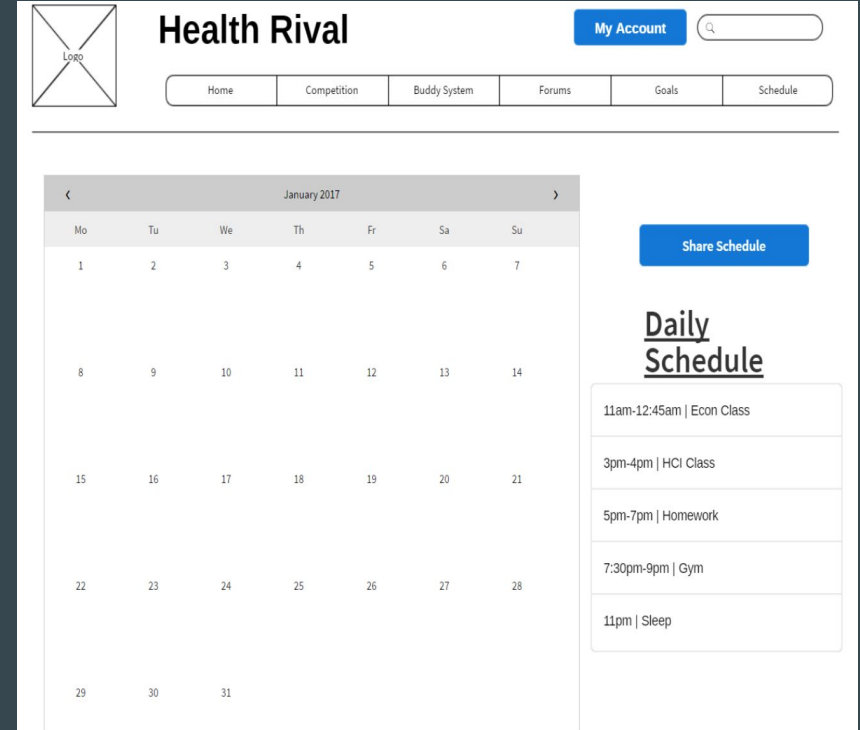 Logo
Health Rival
My Account
Home Competition Buddy System Forums Goals Schedule
‹ January 2017 ›
Mo Tu We Th Fr Sa Su
1 2 3 4 5 6 7
8 9 10 11 12 13 14
15 16 17 18 19 20 21
22 23 24 25 26 27 28
29 30 31
Share Schedule
Daily
Schedule
11am-12:45am | Econ Class
3pm-4pm | HCI Class
5pm-7pm | Homework
7:30pm-9pm | Gym
11pm | Sleep